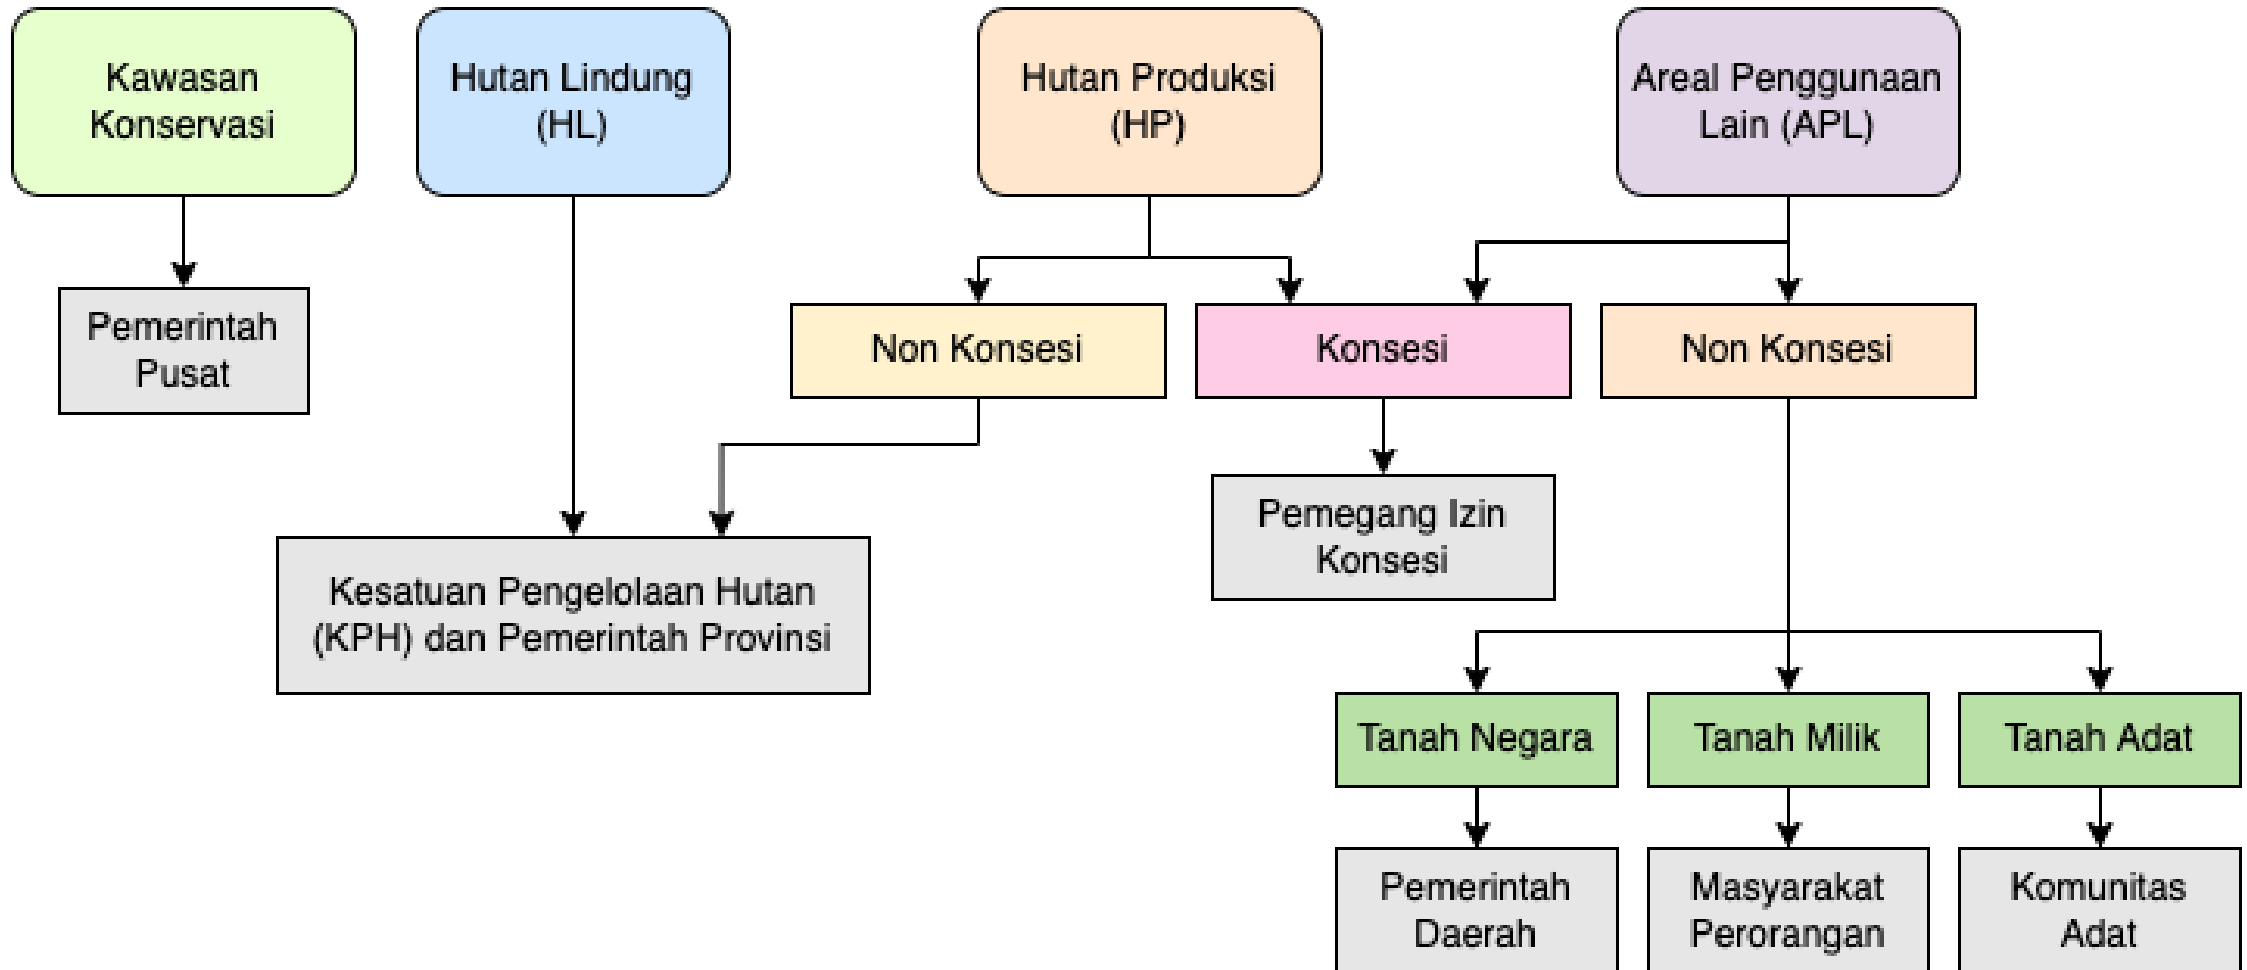 Kawasan
Konservasi
Hutan Lindung
(HL)
Hutan Produksi
(HP)
Areal Penggunaan
Lain (APL)
Pemerintah
Pusat
Non Konsesi
Konsesi
Non Konsesi
Pemegang Izin
Konsesi
Kesatuan Pengelolaan Hutan
(KPH) dan Pemerintah Provinsi
Tanah Negara
Tanah Milik
Tanah Adat
Pemerintah
Daerah
Masyarakat
Perorangan
Komunitas
Adat